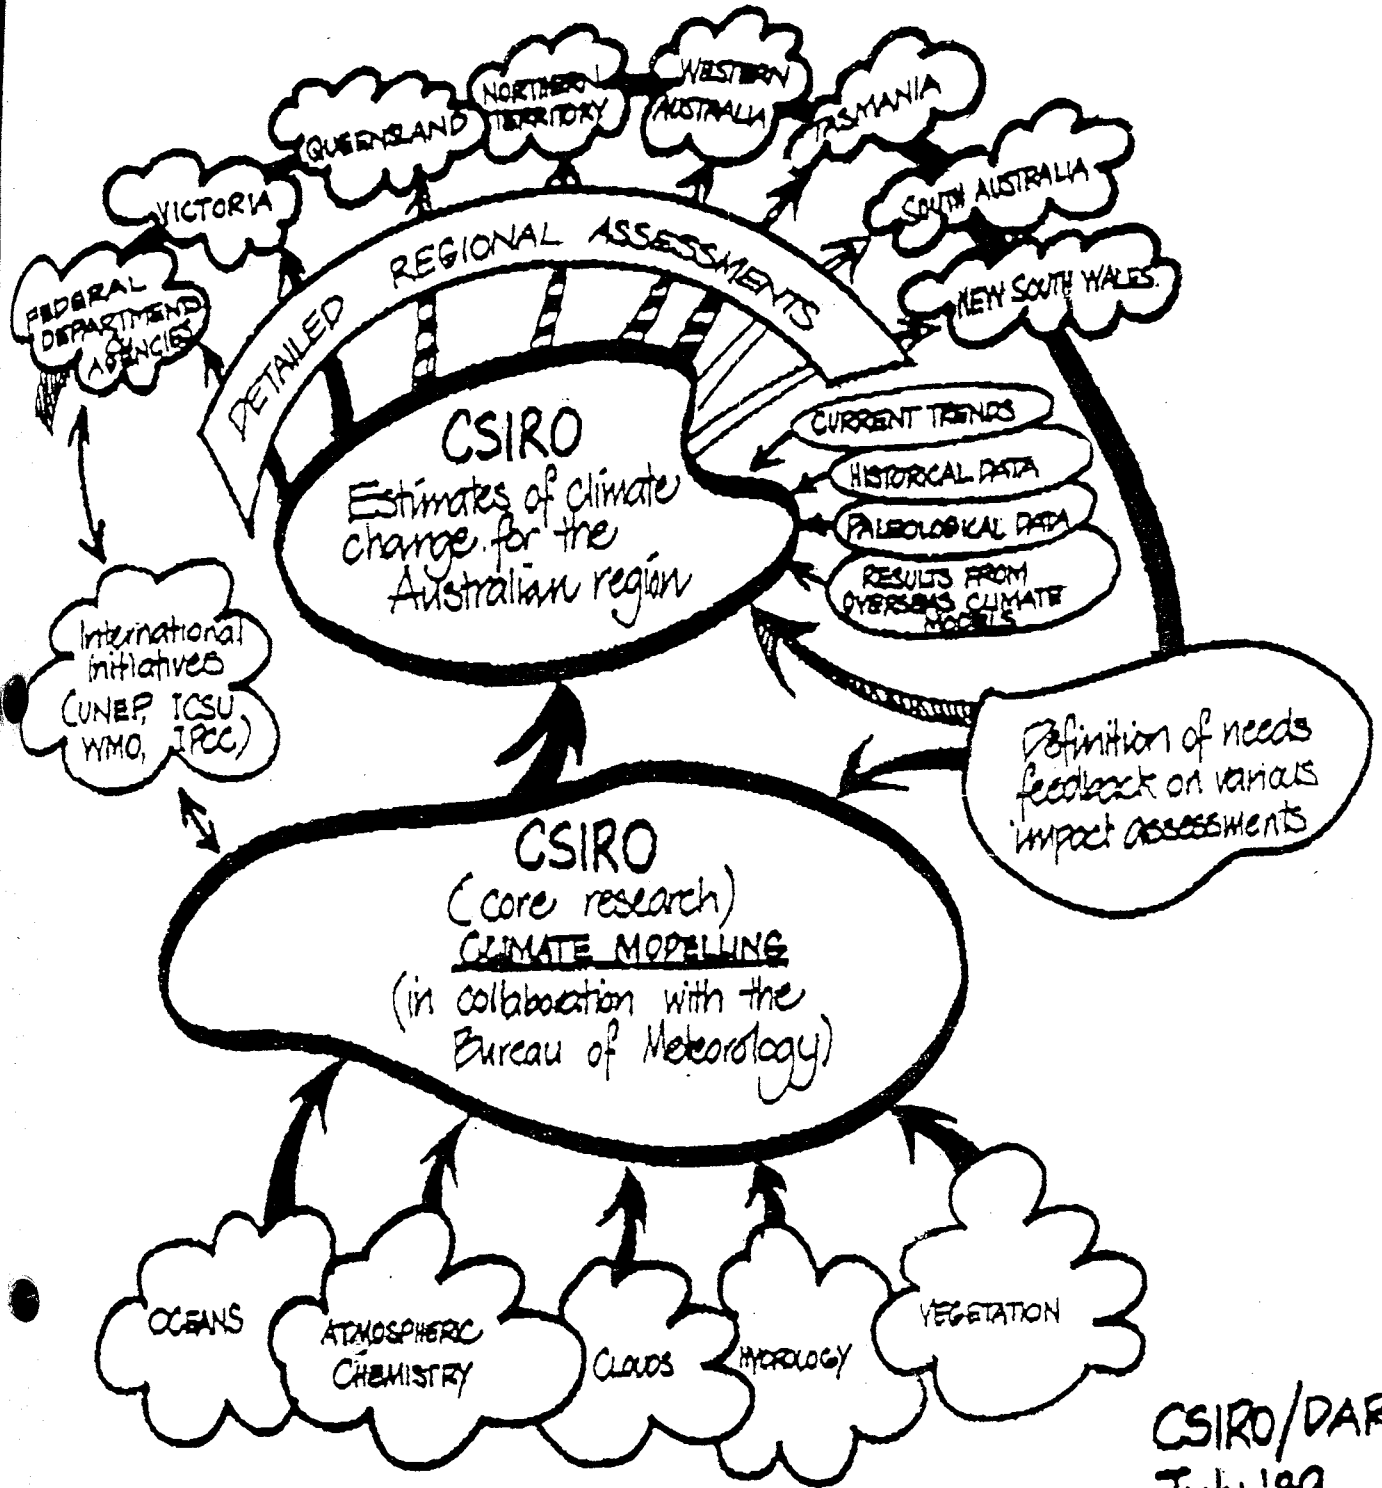 WESTERN
AUSTRALIA
NORTHERN
TERRITORY
TASMANIA
QUEENSLAND
SOUTH AUSTRALIA
VICTORIA
NEW SOUTH WALES.
FEDERAL
DEPARTMENTS
AGENCIES
DETAILED REGIONAL ASSESSMENTS
CSIRO
Estimates of climate
change for the
Australian region
CURRENT TRENDS
HISTORICAL DATA
PALEOLOGICAL DATA
RESULTS FROM
OVERSEAS CLIMATE
MODELS
International
Initiatives
(UNEP, ICSU,
WMO, IPCC)
Definition of needs
feedback on various
impact assessments
CSIRO
(core research)
CLIMATE MODELLING
(in collaboration with the
Bureau of Meteorology)
OCEANS
ATMOSPHERIC
CHEMISTRY
CLOUDS
HYDROLOGY
VEGETATION
CSIRO/DAR
July